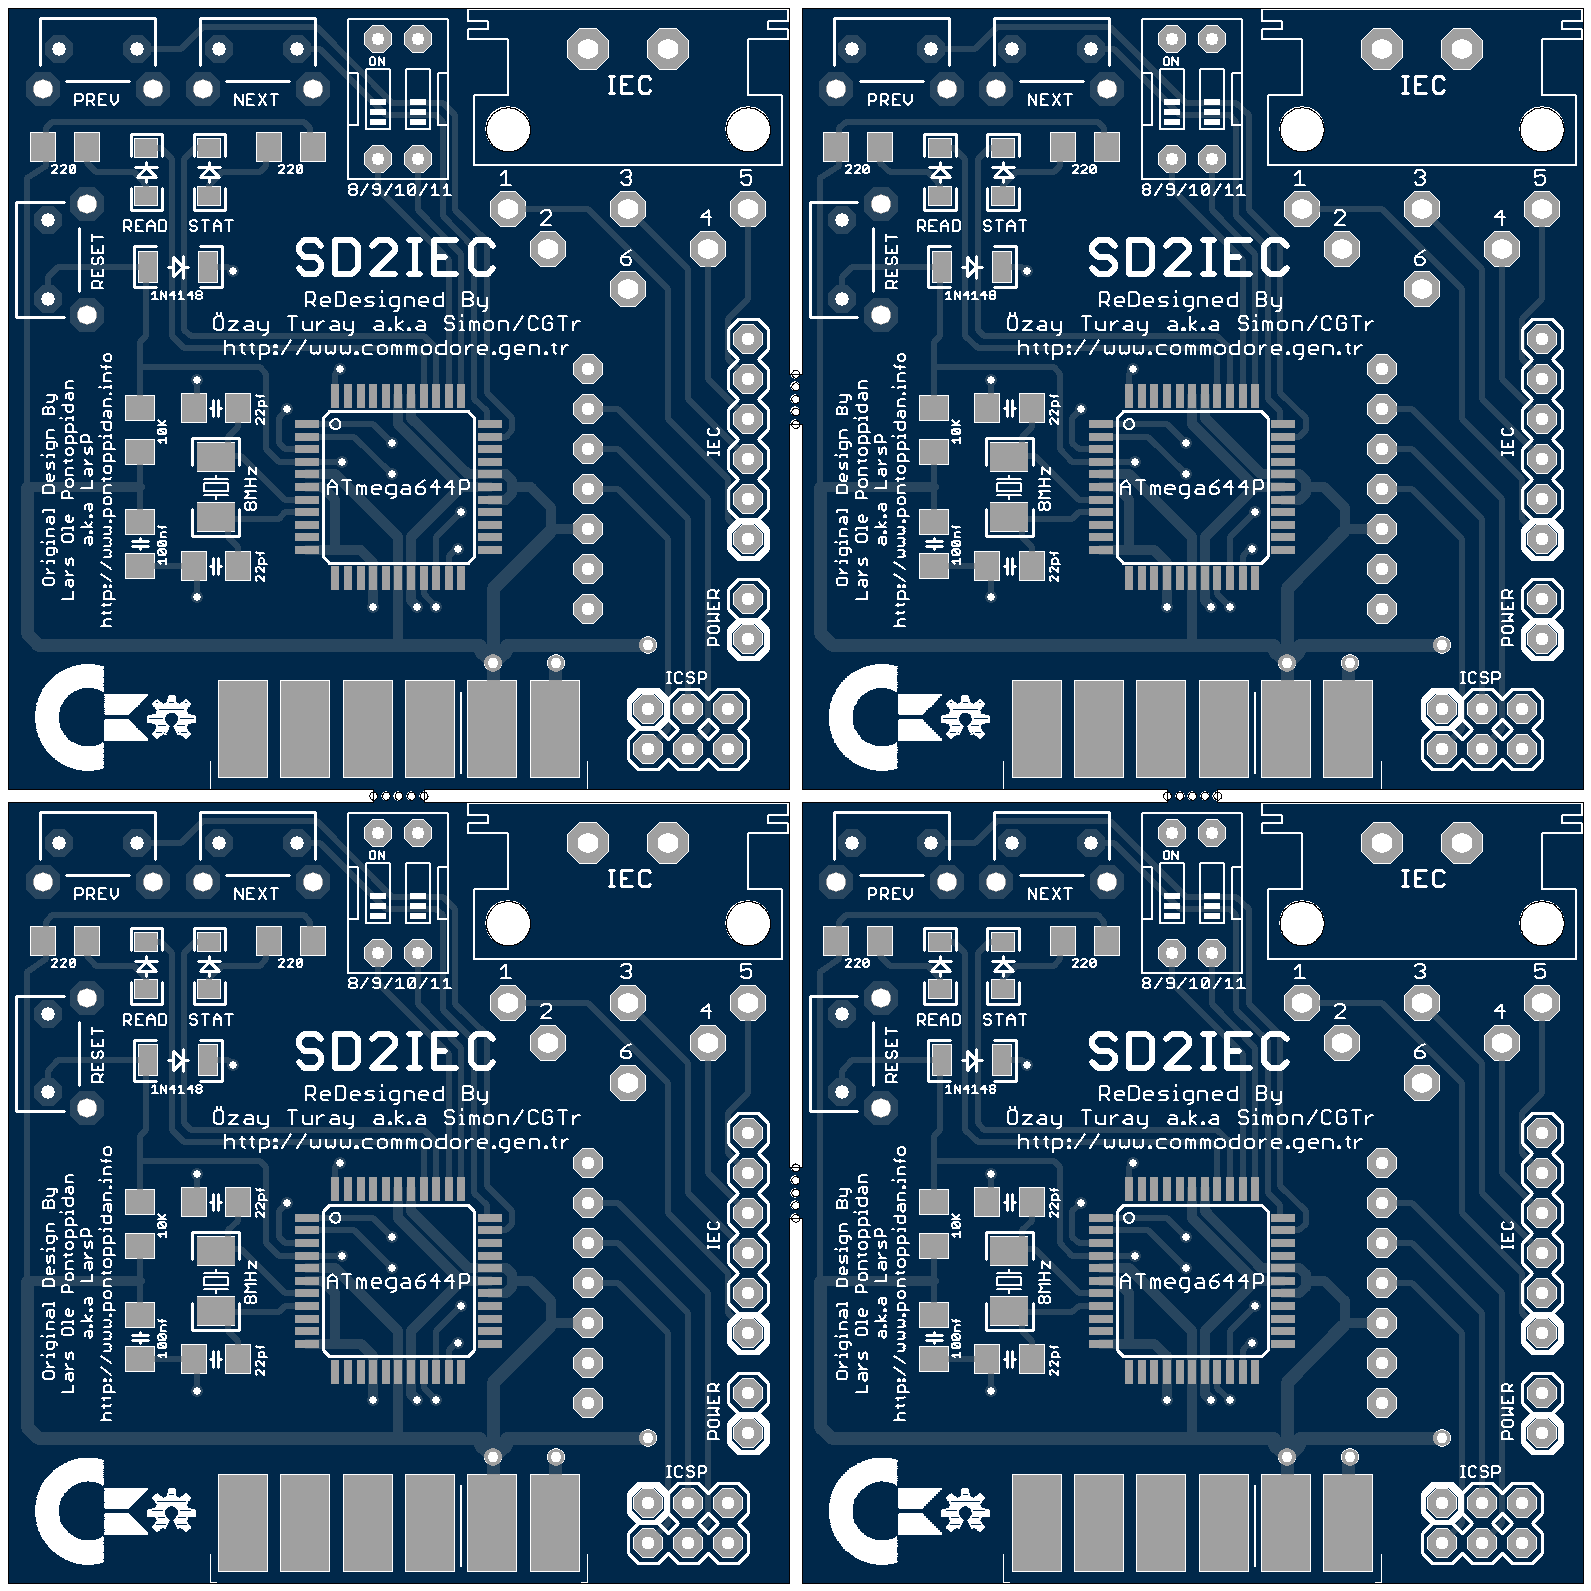 PREV
NEXT
ON
IEC
220
220
8/9/10/11
1
3
5
2
4
6
READ
STAT
RESET
1N4148
SD2IEC
ReDesigned By
Özay Turay a.k.a Simon/CGTr
http://www.commodore.gen.tr
Original Design By
Lars Ole Pontoppidan
a.k.a LarsP
http://www.pontoppidan.info
10K
22pf
8MHz
100nf
22pf
ATmega644P
IEC
POWER
ICSP
PREV
NEXT
ON
IEC
220
220
8/9/10/11
1
3
5
2
4
6
READ
STAT
RESET
1N4148
SD2IEC
ReDesigned By
Özay Turay a.k.a Simon/CGTr
http://www.commodore.gen.tr
Original Design By
Lars Ole Pontoppidan
a.k.a LarsP
http://www.pontoppidan.info
10K
22pf
8MHz
100nf
22pf
ATmega644P
IEC
POWER
ICSP
PREV
NEXT
ON
IEC
220
220
8/9/10/11
1
3
5
2
4
6
READ
STAT
RESET
1N4148
SD2IEC
ReDesigned By
Özay Turay a.k.a Simon/CGTr
http://www.commodore.gen.tr
Original Design By
Lars Ole Pontoppidan
a.k.a LarsP
http://www.pontoppidan.info
10K
22pf
8MHz
100nf
22pf
ATmega644P
IEC
POWER
ICSP
PREV
NEXT
ON
IEC
220
220
8/9/10/11
1
3
5
2
4
6
READ
STAT
RESET
1N4148
SD2IEC
ReDesigned By
Özay Turay a.k.a Simon/CGTr
http://www.commodore.gen.tr
Original Design By
Lars Ole Pontoppidan
a.k.a LarsP
http://www.pontoppidan.info
10K
22pf
8MHz
100nf
22pf
ATmega644P
IEC
POWER
ICSP